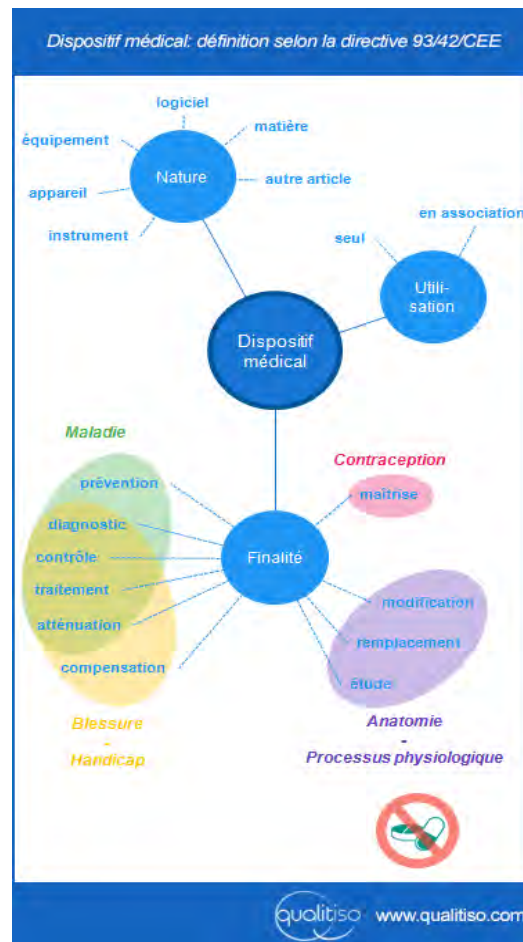 Dispositif médical: définition selon la directive 93/42/CEE
logiciel
matière
équipement
Nature
autre article
appareil
instrument
en association
seul
Utili-
sation
Dispositif
médical
Maladie
Contraception
prévention
maîtrise
diagnostic
contrôle
Finalité
traitement
modification
atténuation
remplacement
compensation
étude
Blessure
-
Handicap
Anatomie
-
Processus physiologique
qualitiso www.qualitiso.com